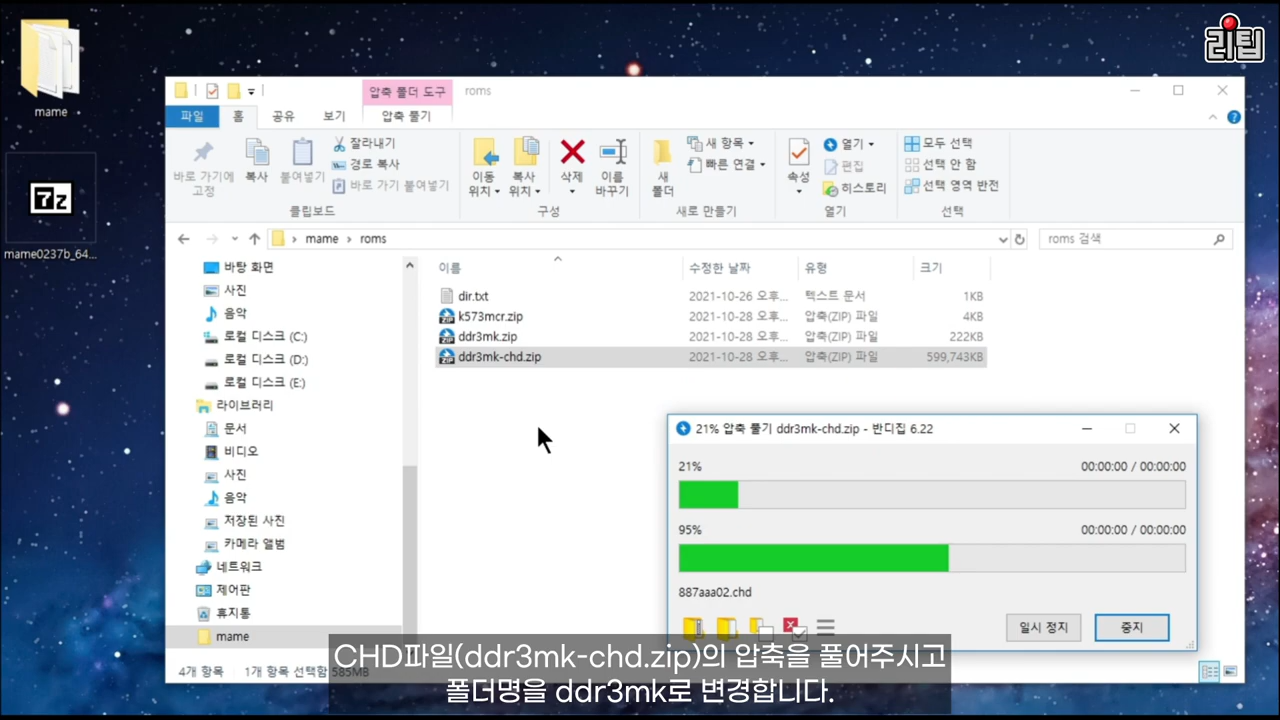 리팁
mame
7z
mame0237b_64...
압축 폴더 도구
roms
파일
홈
공유
보기
압축 풀기
바로 가기에
고정
복사
붙여넣기
잘라내기
경로 복사
바로 가기 붙여넣기
클립보드
이동
위치
복사
위치
삭제
이름
바꾸기
구성
새
폴더
새 항목
빠른 연결
새로 만들기
속성
열기
편집
히스토리
열기
모두 선택
선택 안 함
선택 영역 반전
선택
mame > roms
roms 검색
이름
수정한 날짜
유형
크기
dir.txt 2021-10-26 오후... 텍스트 문서 1KB
k573mcr.zip 2021-10-28 오후... 압축(ZIP) 파일 4KB
ddr3mk.zip 2021-10-28 오후... 압축(ZIP) 파일 222KB
ddr3mk-chd.zip 2021-10-28 오후... 압축(ZIP) 파일 599,743KB
바탕 화면
사진
음악
로컬 디스크 (C:)
로컬 디스크 (D:)
로컬 디스크 (E:)
라이브러리
문서
비디오
사진
음악
저장된 사진
카메라 앨범
네트워크
제어판
휴지통
mame
21% 압축 풀기 ddr3mk-chd.zip - 반디집 6.22
21% 00:00:00 / 00:00:00
95% 00:00:00 / 00:00:00
887aaa02.chd
일시 정지
중지
4개 항목 1개 항목 선택함 585MB
CHD파일(ddr3mk-chd.zip)의 압축을 풀어주시고
폴더명을 ddr3mk로 변경합니다.